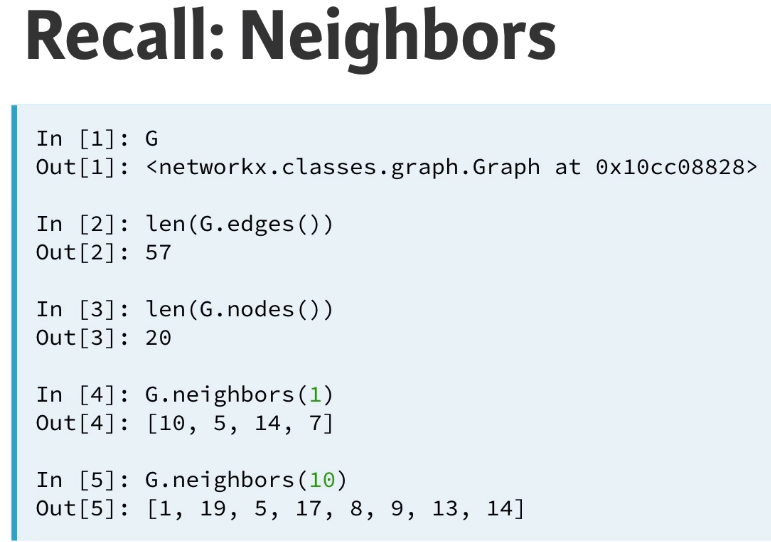 Recall: Neighbors
In [1]: G
Out[1]: <networkx.classes.graph.Graph at 0x10cc08828>
In [2]: len(G.edges())
Out[2]: 57
In [3]: len(G.nodes())
Out[3]: 20
In [4]: G.neighbors(1)
Out[4]: [10, 5, 14, 7]
In [5]: G.neighbors(10)
Out[5]: [1, 19, 5, 17, 8, 9, 13, 14]